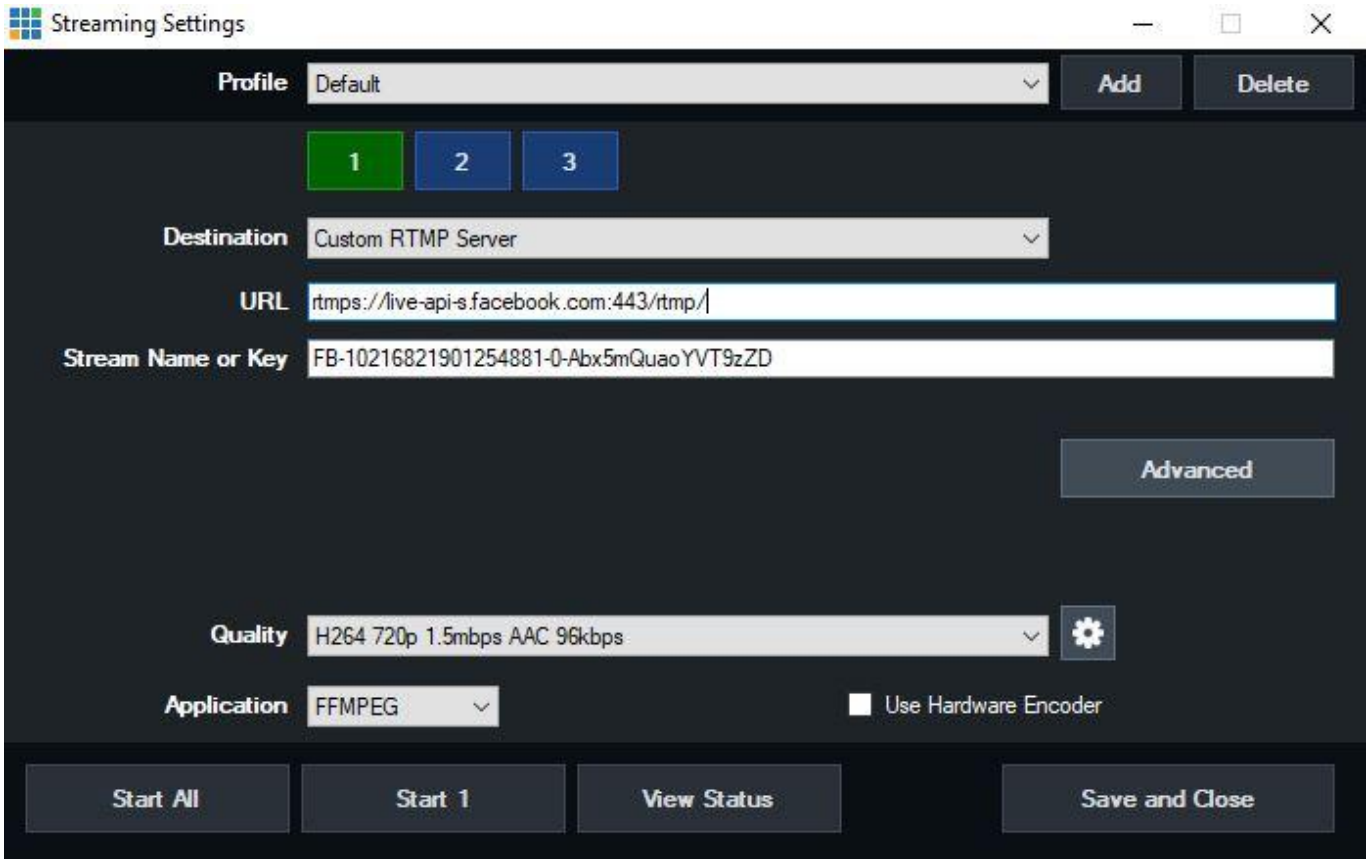 Streaming Settings
Profile Default Add Delete
1 2 3
Destination Custom RTMP Server
URL rtmps://live-api-s.facebook.com:443/rtmp/
Stream Name or Key FB-10216821901254881-0-Abx5mQuaoYVT9zZD
Advanced
Quality H264 720p 1.5mbps AAC 96kbps
Application FFMPEG Use Hardware Encoder
Start All Start 1 View Status Save and Close